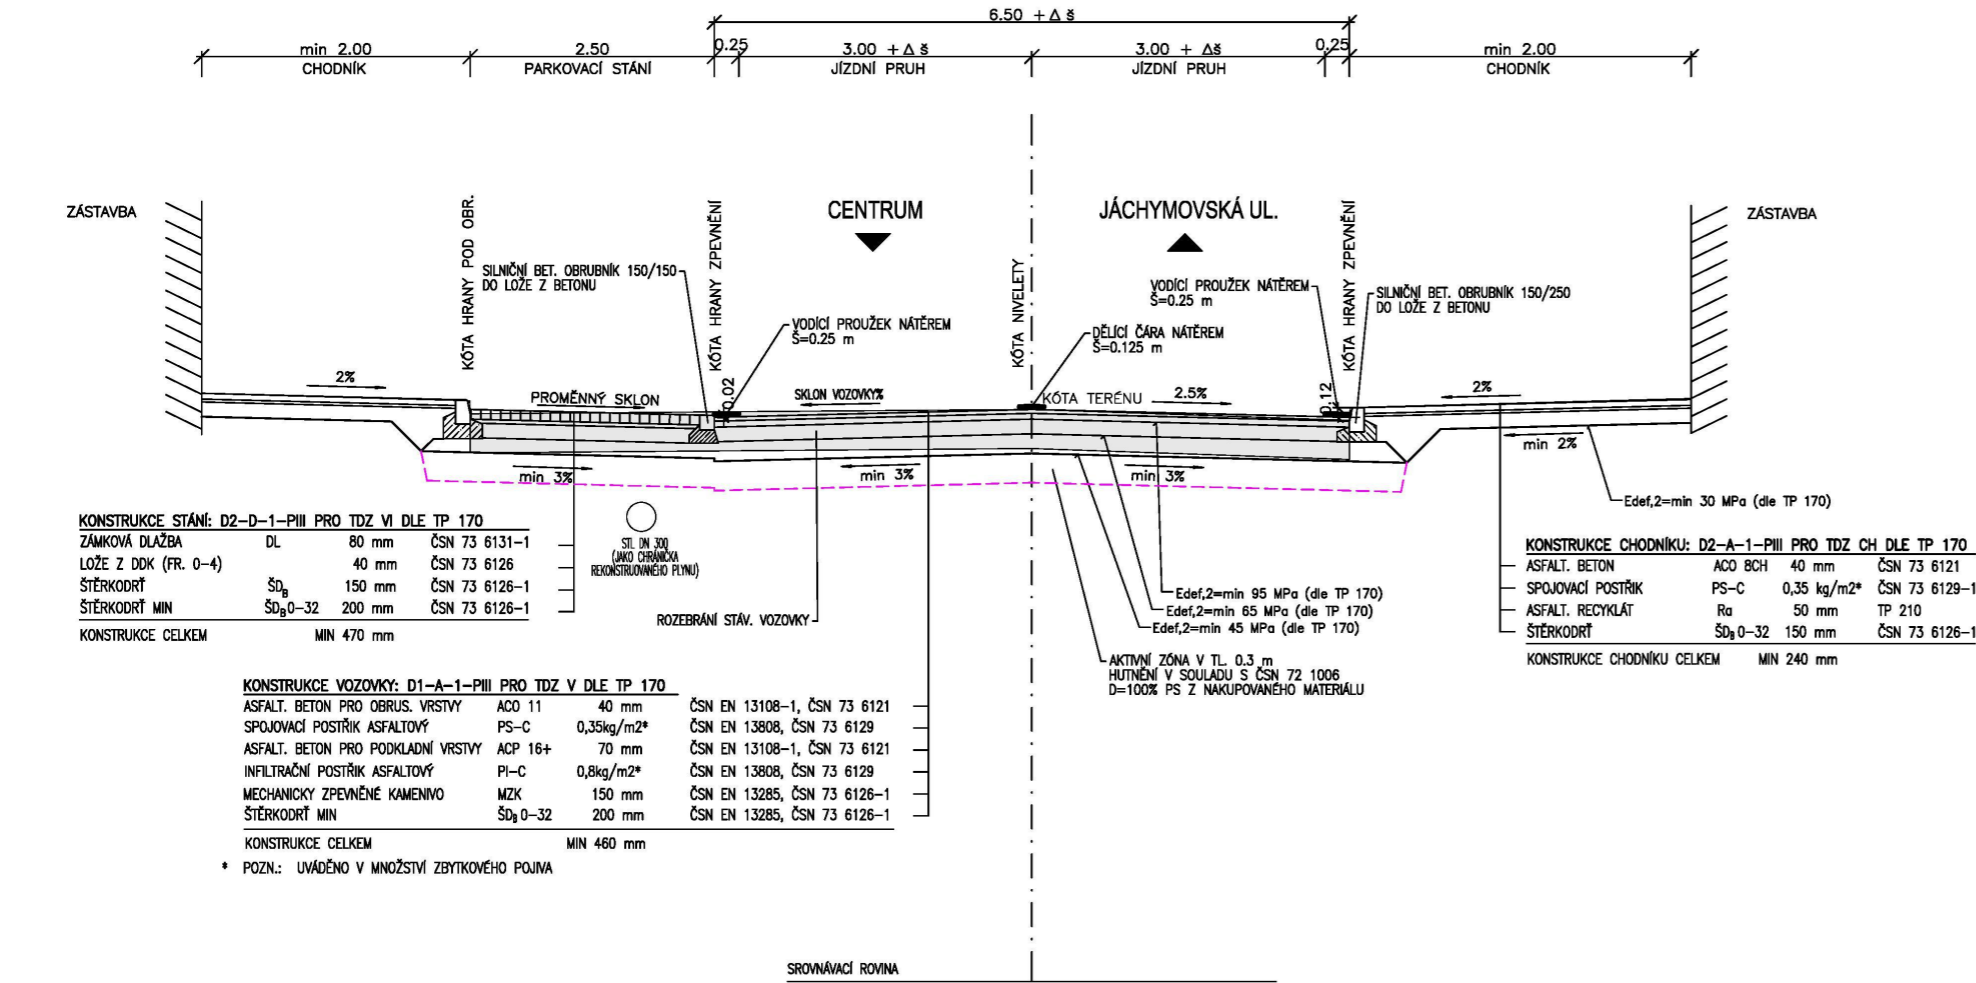 6.50 + Δ š
min 2.00
CHODNÍK
2.50
PARKOVACÍ STÁNÍ
0.25
3.00 + Δ š
JÍZDNÍ PRUH
3.00 + Δš
JÍZDNÍ PRUH
0.25
min 2.00
CHODNÍK
ZÁSTAVBA
KÓTA HRANY POD OBR.
SILNIČNÍ BET. OBRUBNÍK 150/150
DO LOŽE Z BETONU
KÓTA HRANY ZPEVNĚNÍ
CENTRUM
VODÍCÍ PROUŽEK NÁTĚREM
Š=0.25 m
KÓTA NIVELETY
JÁCHYMOVSKÁ UL.
DĚLÍCÍ ČÁRA NÁTĚREM
Š=0.125 m
VODÍCÍ PROUŽEK NÁTĚREM
Š=0.25 m
KÓTA HRANY ZPEVNĚNÍ
SILNIČNÍ BET. OBRUBNÍK 150/250
DO LOŽE Z BETONU
ZÁSTAVBA
2%
PROMĚNNÝ SKLON
0.02
SKLON VOZOVKY%
KÓTA TERÉNU
2.5%
0.12
2%
min 3%
min 3%
min 3%
min 2%
Edef,2=min 30 MPa (dle TP 170)
KONSTRUKCE STÁNÍ: D2-D-1-PIII PRO TDZ VI DLE TP 170
ZÁMKOVÁ DLAŽBA DL 80 mm ČSN 73 6131-1
LOŽE Z DDK (FR. 0-4) 40 mm ČSN 73 6126
ŠTĚRKODRŤ ŠDB 150 mm ČSN 73 6126-1
ŠTĚRKODRŤ MIN ŠDB 0-32 200 mm ČSN 73 6126-1
KONSTRUKCE CELKEM MIN 470 mm
STL DN 300
(JAKO CHRÁNIČKA
REKONSTRUOVANÉHO PLYNU)
ROZEBRÁNÍ STÁV. VOZOVKY
Edef,2=min 95 MPa (dle TP 170)
Edef,2=min 65 MPa (dle TP 170)
Edef,2=min 45 MPa (dle TP 170)
AKTIVNÍ ZÓNA V TL. 0.3 m
HUTNĚNÍ V SOULADU S ČSN 72 1006
D=100% PS Z NAKUPOVANÉHO MATERIÁLU
KONSTRUKCE CHODNÍKU: D2-A-1-PIII PRO TDZ CH DLE TP 170
ASFALT. BETON ACO 8CH 40 mm ČSN 73 6121
SPOJOVACÍ POSTŘIK PS-C 0,35 kg/m2* ČSN 73 6129-1
ASFALT. RECYKLÁT Ra 50 mm TP 210
ŠTĚRKODRŤ ŠDB 0-32 150 mm ČSN 73 6126-1
KONSTRUKCE CHODNÍKU CELKEM MIN 240 mm
KONSTRUKCE VOZOVKY: D1-A-1-PIII PRO TDZ V DLE TP 170
ASFALT. BETON PRO OBRUS. VRSTVY ACO 11 40 mm ČSN EN 13108-1, ČSN 73 6121
SPOJOVACÍ POSTŘIK ASFALTOVÝ PS-C 0,35kg/m2* ČSN EN 13808, ČSN 73 6129
ASFALT. BETON PRO PODKLADNÍ VRSTVY ACP 16+ 70 mm ČSN EN 13108-1, ČSN 73 6121
INFILTRAČNÍ POSTŘIK ASFALTOVÝ PI-C 0,8kg/m2* ČSN EN 13808, ČSN 73 6129
MECHANICKY ZPEVNĚNÉ KAMENIVO MZK 150 mm ČSN EN 13285, ČSN 73 6126-1
ŠTĚRKODRŤ MIN ŠDB 0-32 200 mm ČSN EN 13285, ČSN 73 6126-1
KONSTRUKCE CELKEM MIN 460 mm
* POZN.: UVÁDĚNO V MNOŽSTVÍ ZBYTKOVÉHO POJIVA
SROVNÁVACÍ ROVINA